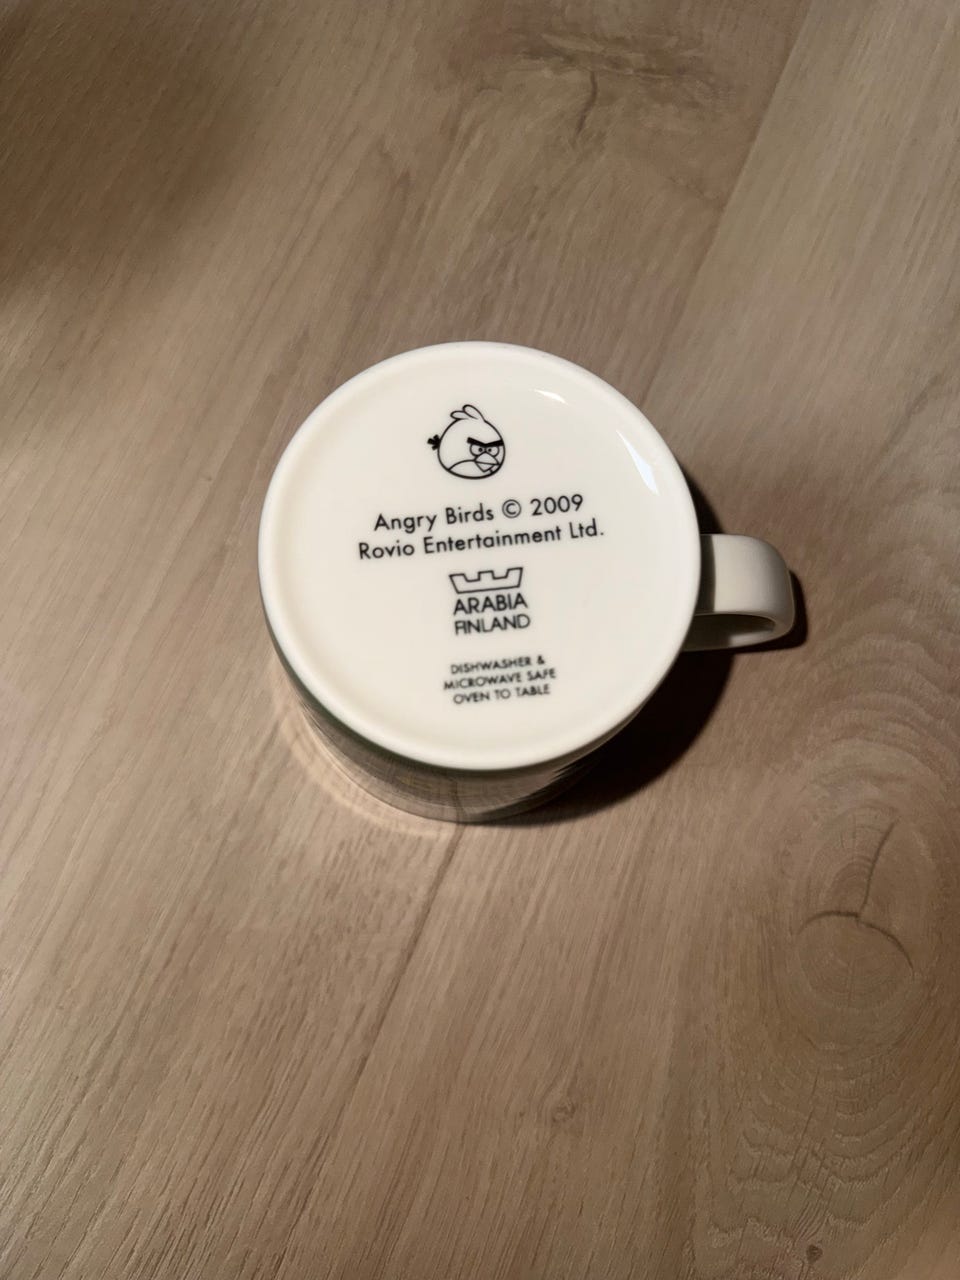 Angry Birds © 2009
Rovio Entertainment Ltd.
ARABIA
FINLAND
DISHWASHER &
MICROWAVE SAFE
OVEN TO TABLE